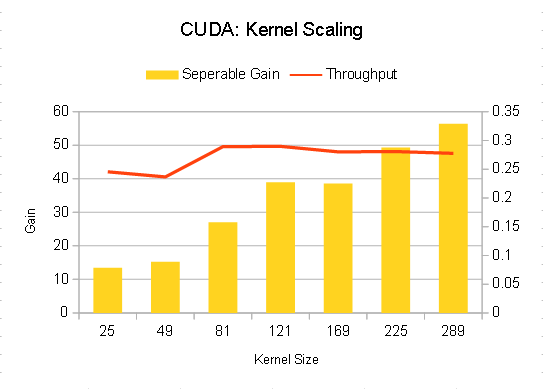 CUDA: Kernel Scaling
Seperable Gain Throughput
60 0.35
50 0.3
40 0.25
30 0.2
20 0.15
10 0.1
0 0.05
0
Gain
25 49 81 121 169 225 289
Kernel Size